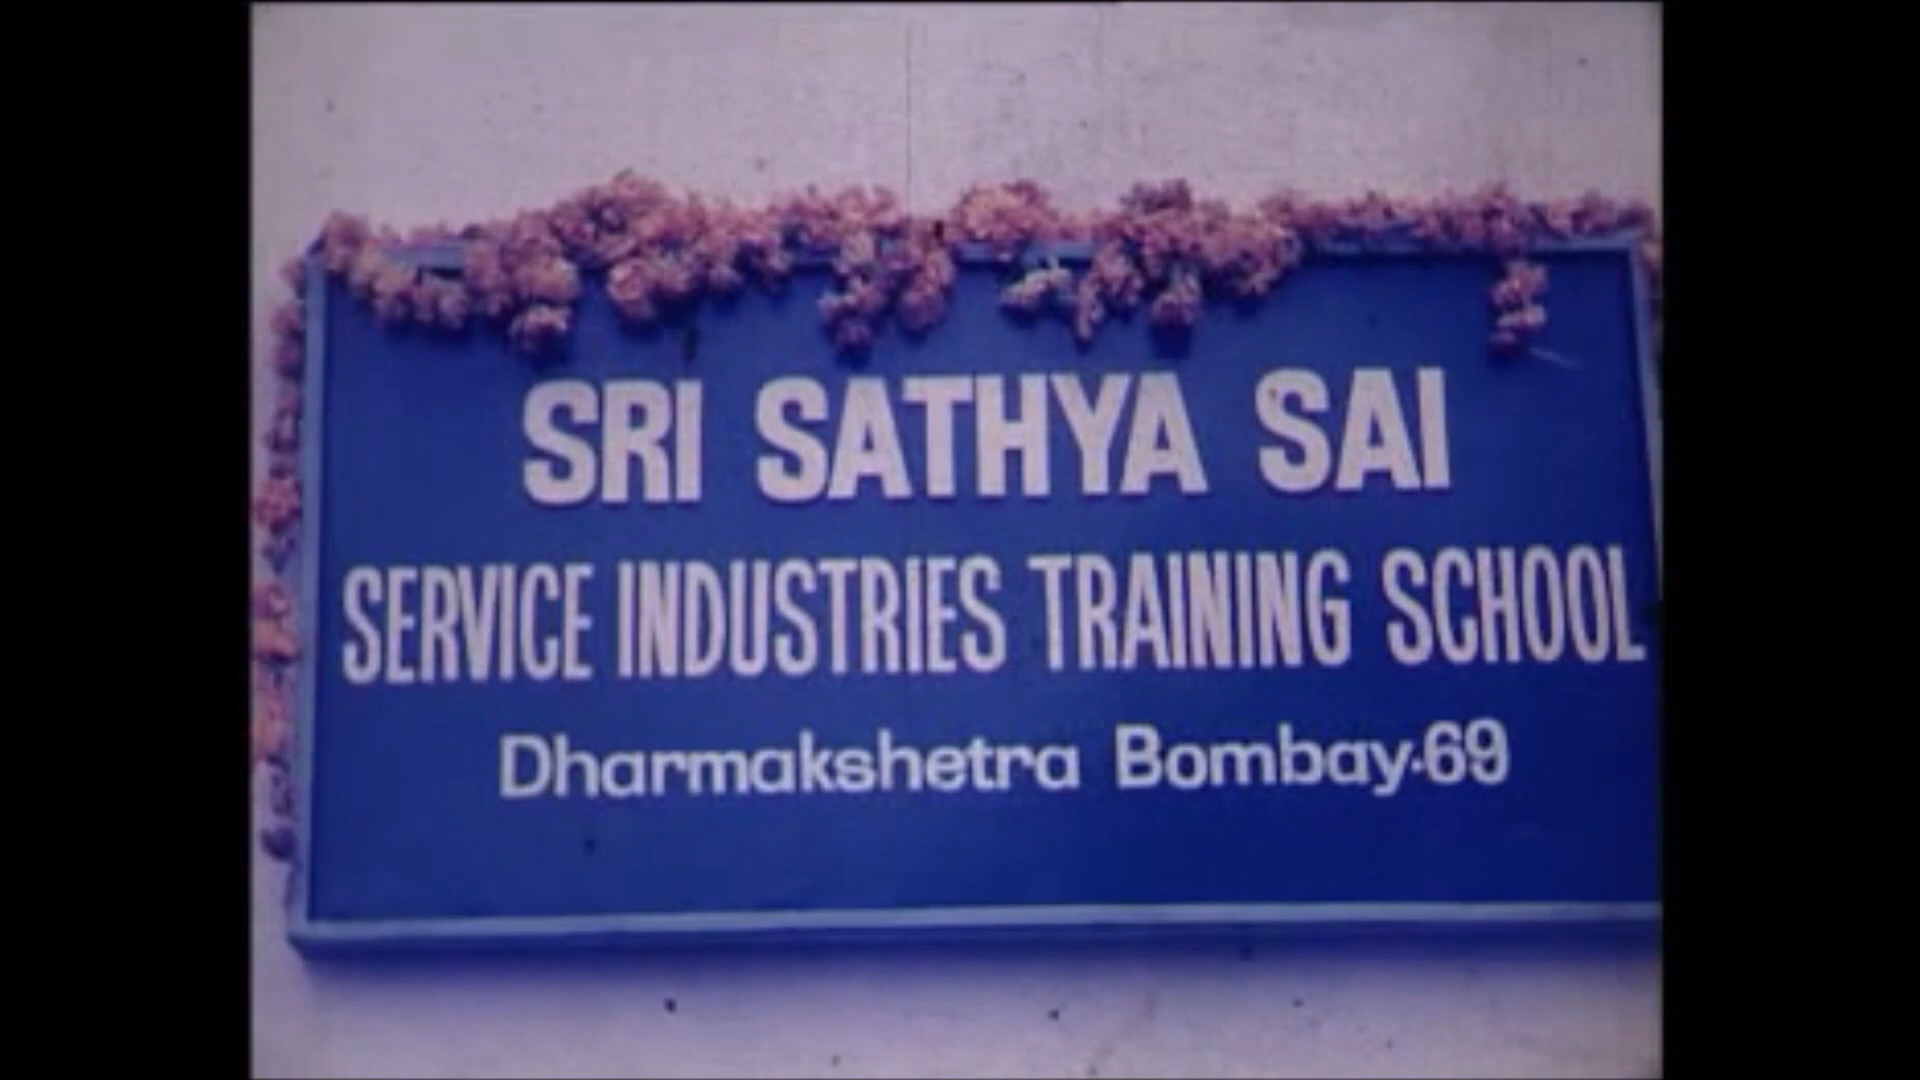 SRI SATHYA SAI
SERVICE INDUSTRIES TRAINING SCHOOL
Dharmakshetra Bombay-69